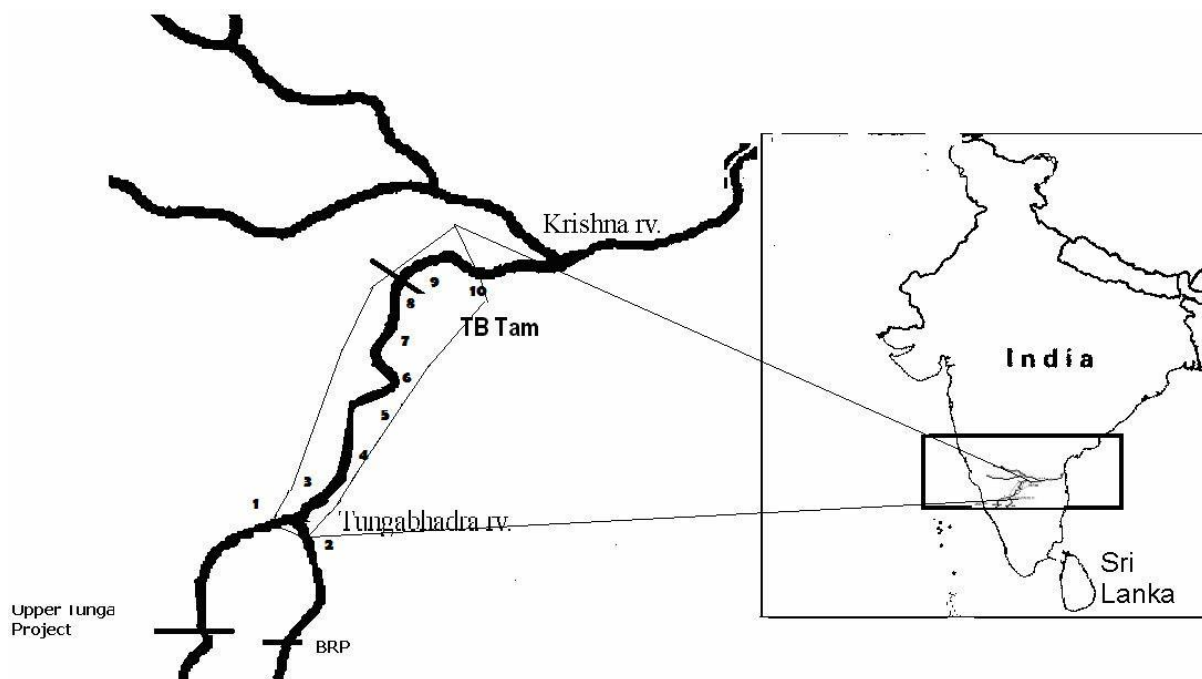 Krishna rv.
9
10
8
TB Tam
7
6
5
4
3
1
Tungabhadra rv.
2
Upper Tunga
Project
BRP
India
Sri
Lanka